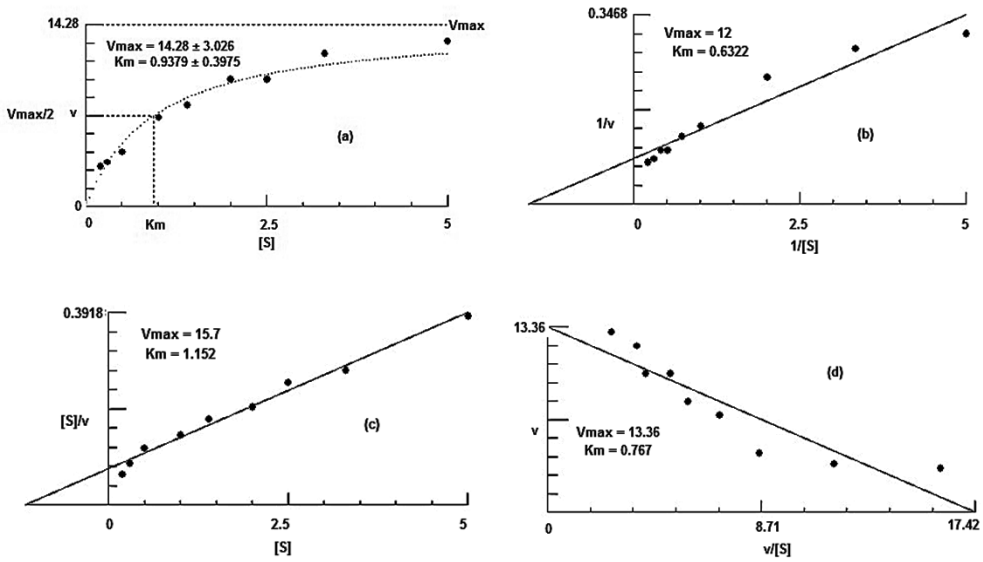 14.28
Vmax
Vmax = 14.28 ± 3.026
Km = 0.9379 ± 0.3975
Vmax/2
v
(a)
0
0
Km
2.5
5
[S]
0.3468
Vmax = 12
Km = 0.6322
1/v
(b)
0
2.5
5
1/[S]
0.3918
Vmax = 15.7
Km = 1.152
[S]/v
(c)
0
2.5
5
[S]
13.36
(d)
v
Vmax = 13.36
Km = 0.767
0
8.71
17.42
v/[S]